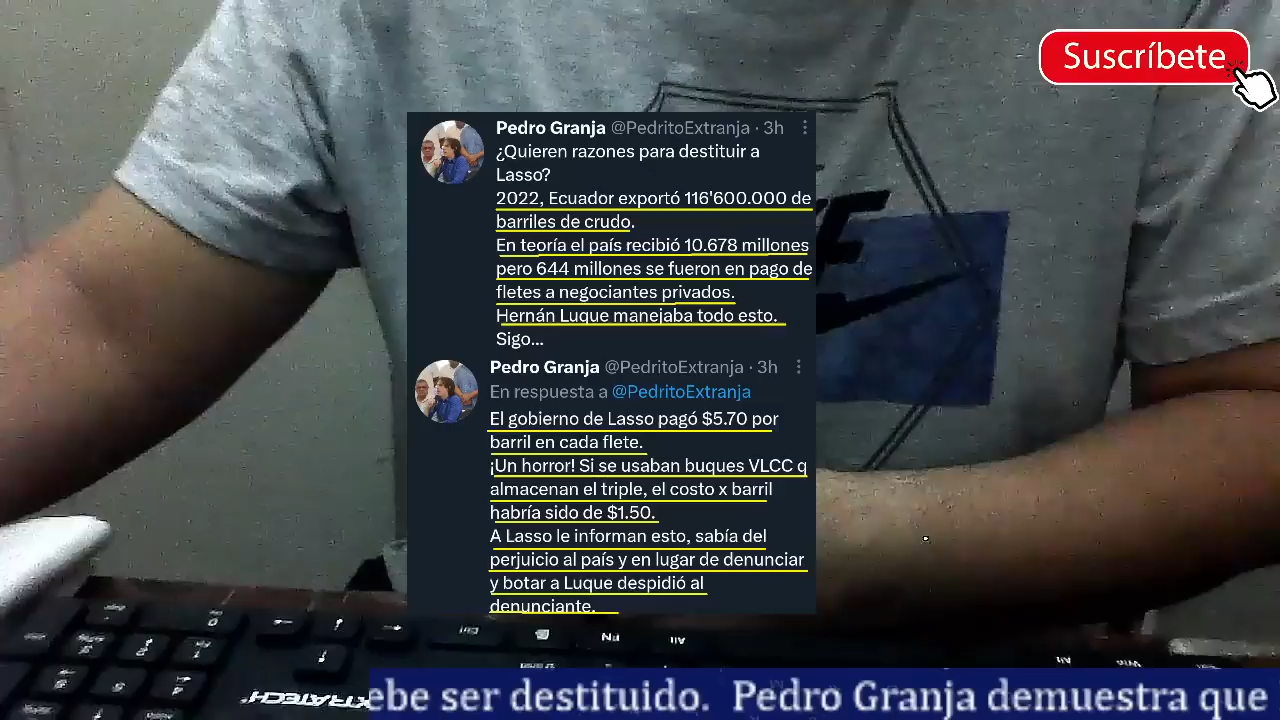 Suscríbete
Pedro Granja @PedritoExtranja · 3h
¿Quieren razones para destituir a
Lasso?
2022, Ecuador exportó 116'600.000 de
barriles de crudo.
En teoría el país recibió 10.678 millones
pero 644 millones se fueron en pago de
fletes a negociantes privados.
Hernán Luque manejaba todo esto.
Sigo...
Pedro Granja @PedritoExtranja · 3h
En respuesta a @PedritoExtranja
El gobierno de Lasso pagó $5.70 por
barril en cada flete.
¡Un horror! Si se usaban buques VLCC q
almacenan el triple, el costo x barril
habría sido de $1.50.
A Lasso le informan esto, sabía del
perjuicio al país y en lugar de denunciar
y botar a Luque despidió al
denunciante.
XTRATECH
ebe ser destituido. Pedro Granja demuestra que